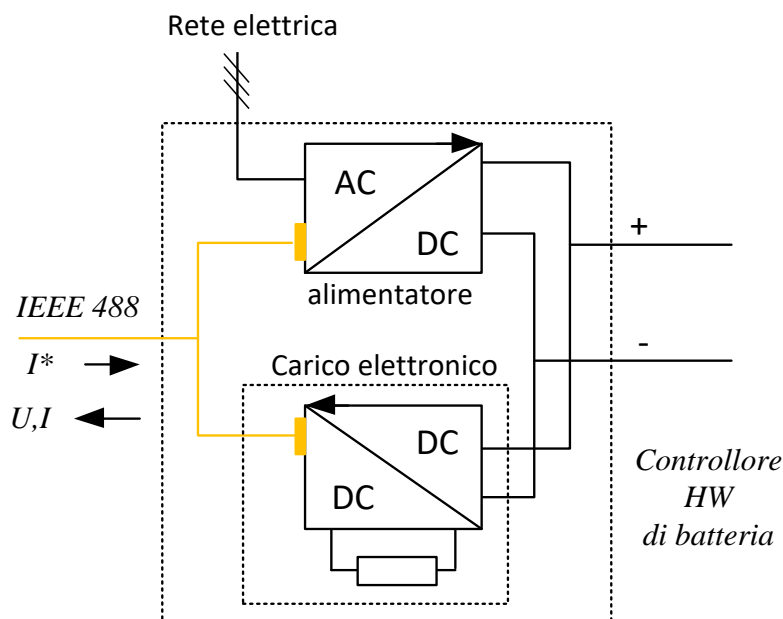 Rete elettrica
AC
DC
alimentatore
+
-
IEEE 488
I*
U,I
Carico elettronico
DC
DC
Controllore
HW
di batteria